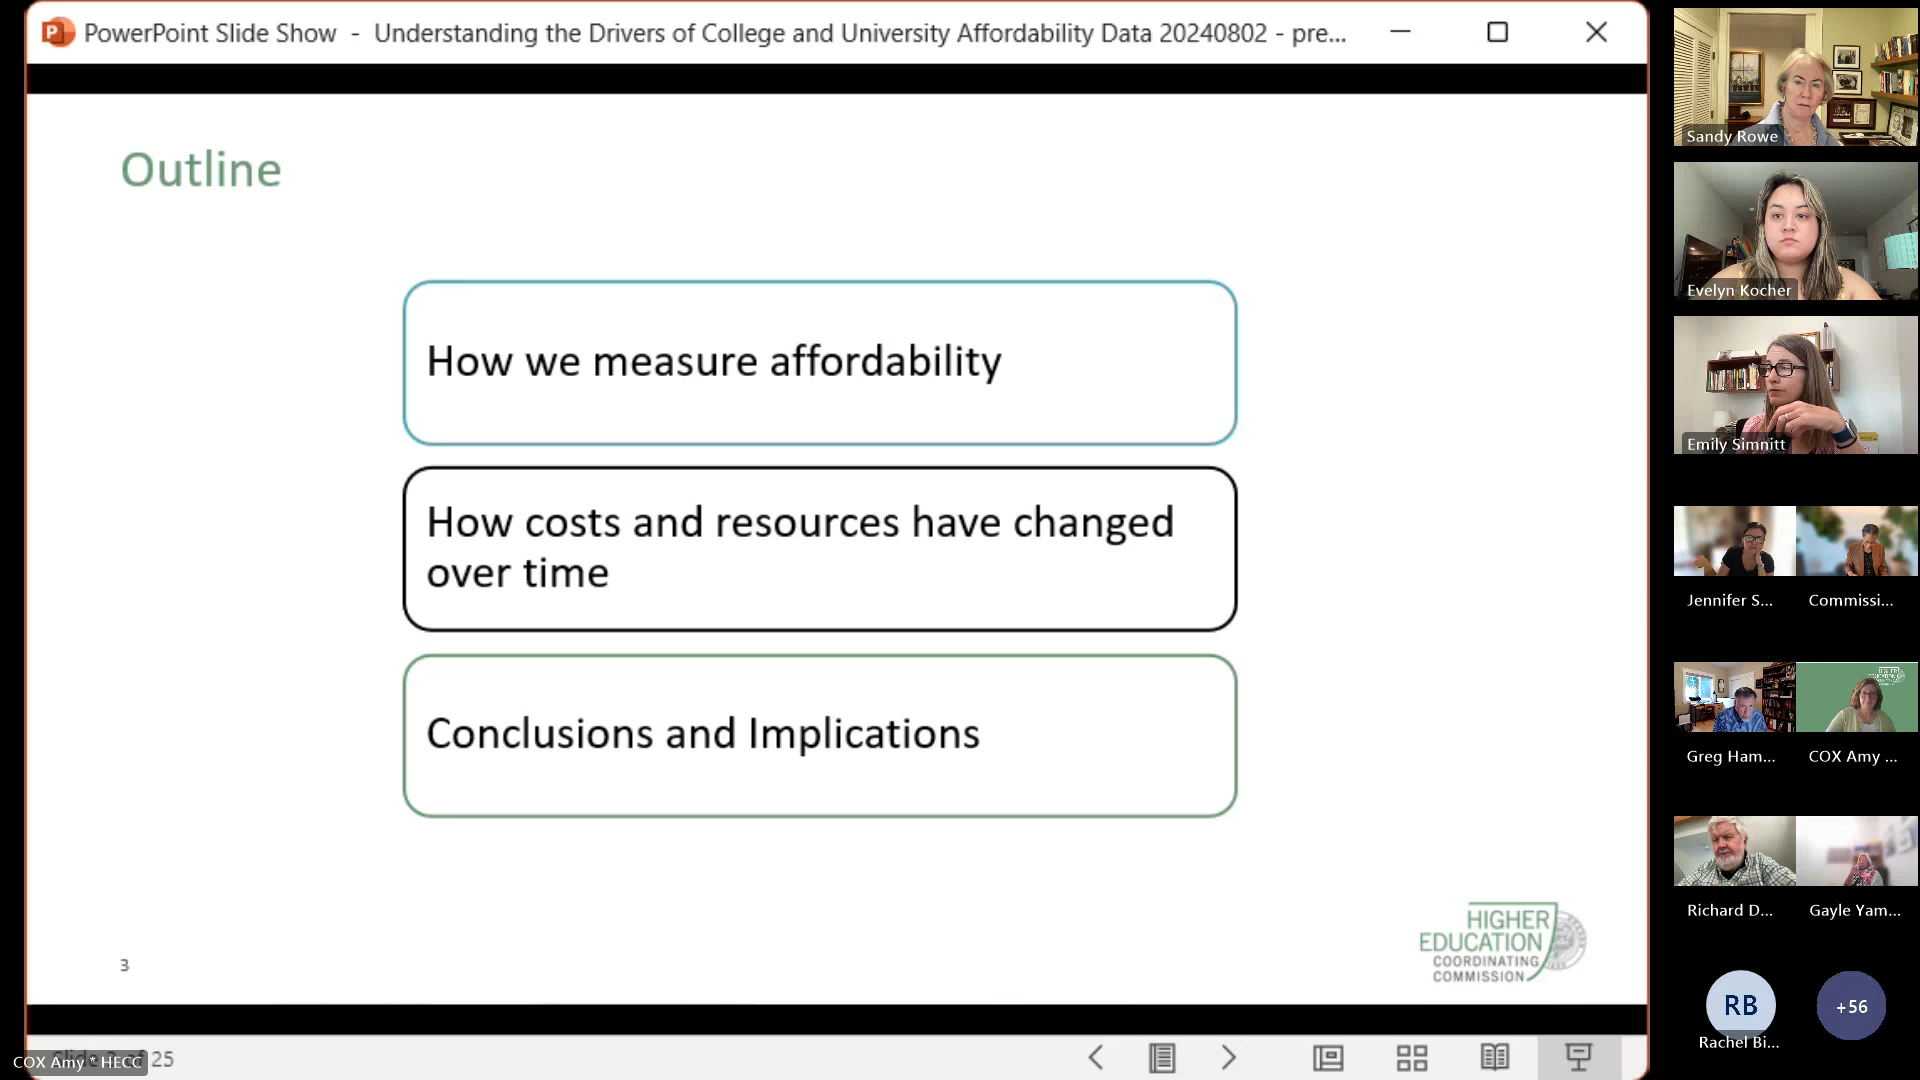 PowerPoint Slide Show - Understanding the Drivers of College and University Affordability Data 20240802 - pre...
Outline
How we measure affordability
How costs and resources have changed
over time
Conclusions and Implications
3
HIGHER
EDUCATION
COORDINATING
COMMISSION
of 25
COX Amy * HECC
Sandy Rowe
Evelyn Kocher
Emily Simnitt
Jennifer S...
Commissi...
Greg Ham...
COX Amy ...
Richard D...
Gayle Yam...
RB
+56
Rachel Bi...